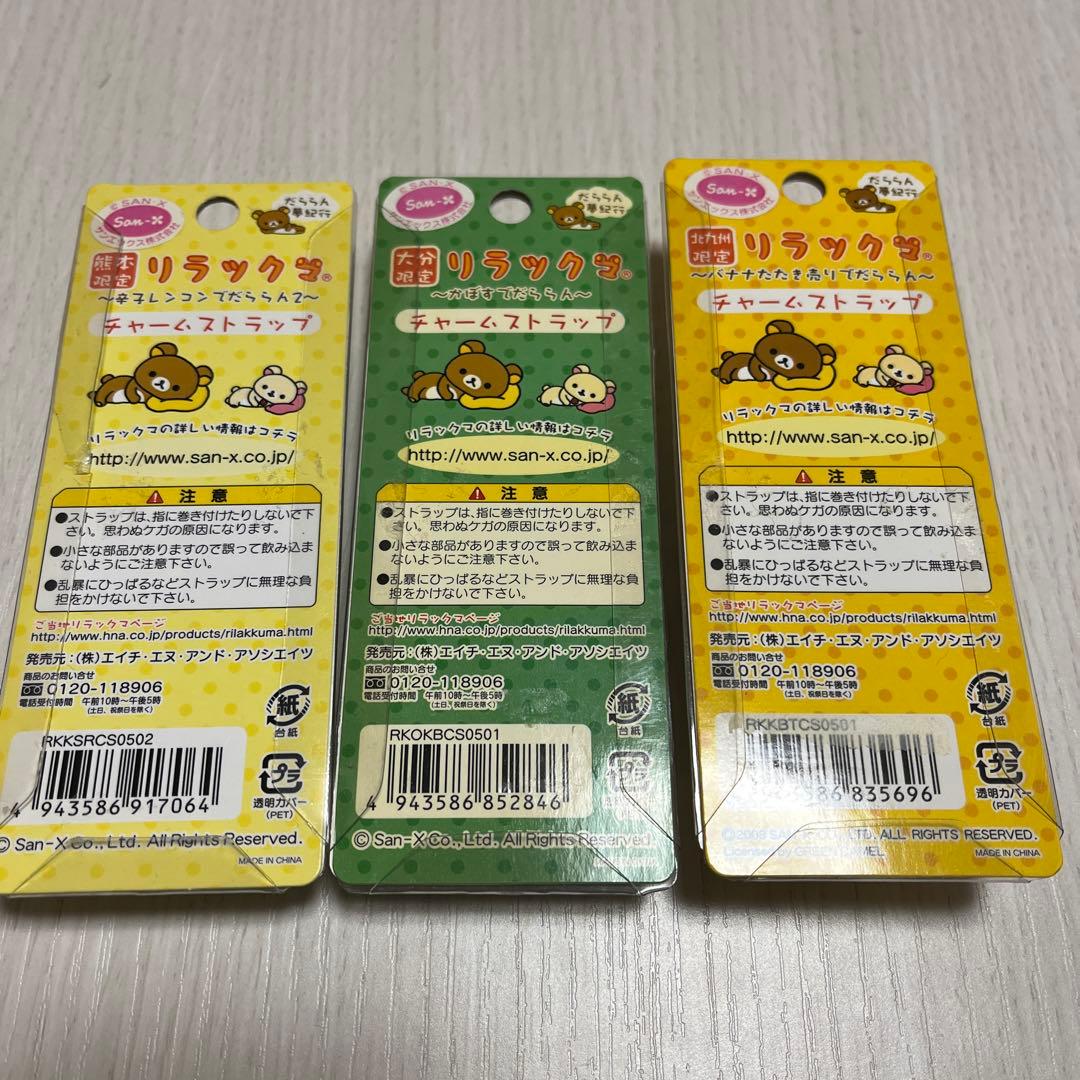 © SAN-X
San-X
サンエックス株式会社
だららん
夢紀行
熊本
限定
リラックマ®
～辛子レンコンでだららん2～
チャームストラップ
リラックマの詳しい情報はコチラ
http://www.san-x.co.jp/
注意
●ストラップは、指に巻き付けたりしないで下さい。思わぬケガの原因になります。
●小さな部品がありますので誤って飲み込まないようにご注意下さい。
●乱暴にひっぱるなどストラップに無理な負担をかけないで下さい。
ご当地リラックマページ
http://www.hna.co.jp/products/rilakkuma.html
発売元：(株)エイチ・エヌ・アンド・アソシエイツ
商品のお問い合せ
0120-118906
電話受付時間 午前10時～午後5時
(土日、祝祭日を除く)
紙
台紙
RKKSRCS0502
4 943586 917064
プラ
透明カバー
(PET)
© San-X Co., Ltd. All Rights Reserved.
MADE IN CHINA
© SAN-X
San-X
サンエックス株式会社
だららん
夢紀行
大分
限定
リラックマ®
～かぼすでだららん～
チャームストラップ
リラックマの詳しい情報はコチラ
http://www.san-x.co.jp/
注意
●ストラップは、指に巻き付けたりしないで下さい。思わぬケガの原因になります。
●小さな部品がありますので誤って飲み込まないようにご注意下さい。
●乱暴にひっぱるなどストラップに無理な負担をかけないで下さい。
ご当地リラックマページ
http://www.hna.co.jp/products/rilakkuma.html
発売元：(株)エイチ・エヌ・アンド・アソシエイツ
商品のお問い合せ
0120-118906
電話受付時間 午前10時～午後5時
(土日、祝祭日を除く)
紙
台紙
RKOKBCS0501
4 943586 852846
プラ
透明カバー
(PET)
© San-X Co., Ltd. All Rights Reserved.
© SAN-X
San-X
サンエックス株式会社
だららん
夢紀行
北九州
限定
リラックマ®
～バナナたたき売りでだららん～
チャームストラップ
リラックマの詳しい情報はコチラ
http://www.san-x.co.jp/
注意
●ストラップは、指に巻き付けたりしないで下さい。思わぬケガの原因になります。
●小さな部品がありますので誤って飲み込まないようにご注意下さい。
●乱暴にひっぱるなどストラップに無理な負担をかけないで下さい。
ご当地リラックマページ
http://www.hna.co.jp/products/rilakkuma.html
発売元：(株)エイチ・エヌ・アンド・アソシエイツ
商品のお問い合せ
0120-118906
電話受付時間 午前10時～午後5時
(土日、祝祭日を除く)
紙
台紙
RKKBTCS0501
4 943586 835696
プラ
透明カバー
(PET)
SAN-X CO., LTD. ALL RIGHTS RESERVED.
Licensed by GREEN CAMEL
MADE IN CHINA